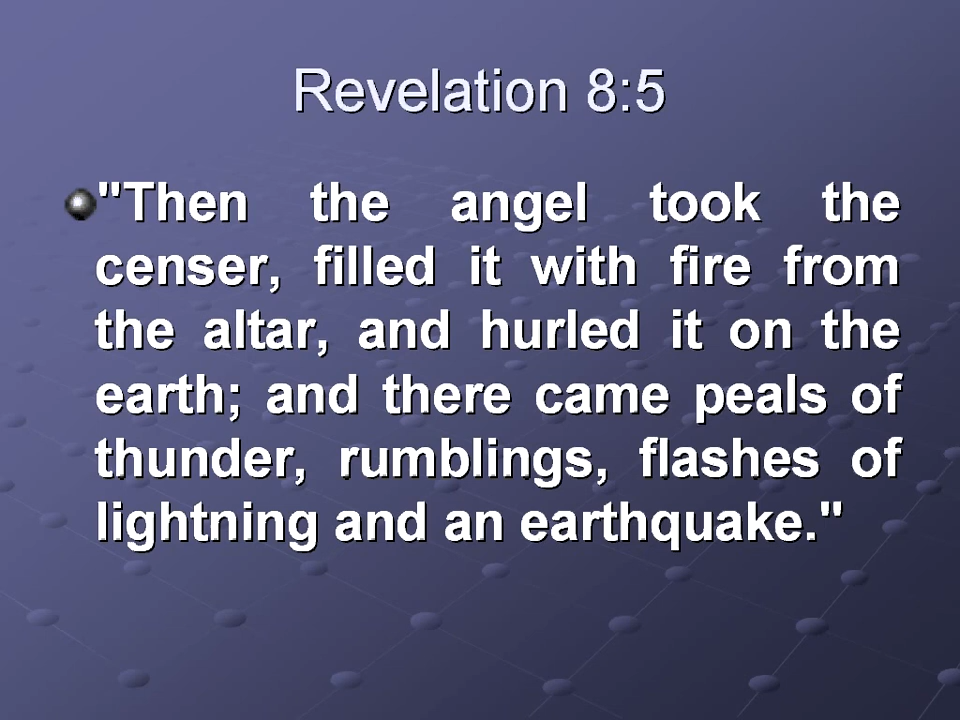 Revelation 8:5
"Then the angel took the
censer, filled it with fire from
the altar, and hurled it on the
earth; and there came peals of
thunder, rumblings, flashes of
lightning and an earthquake."